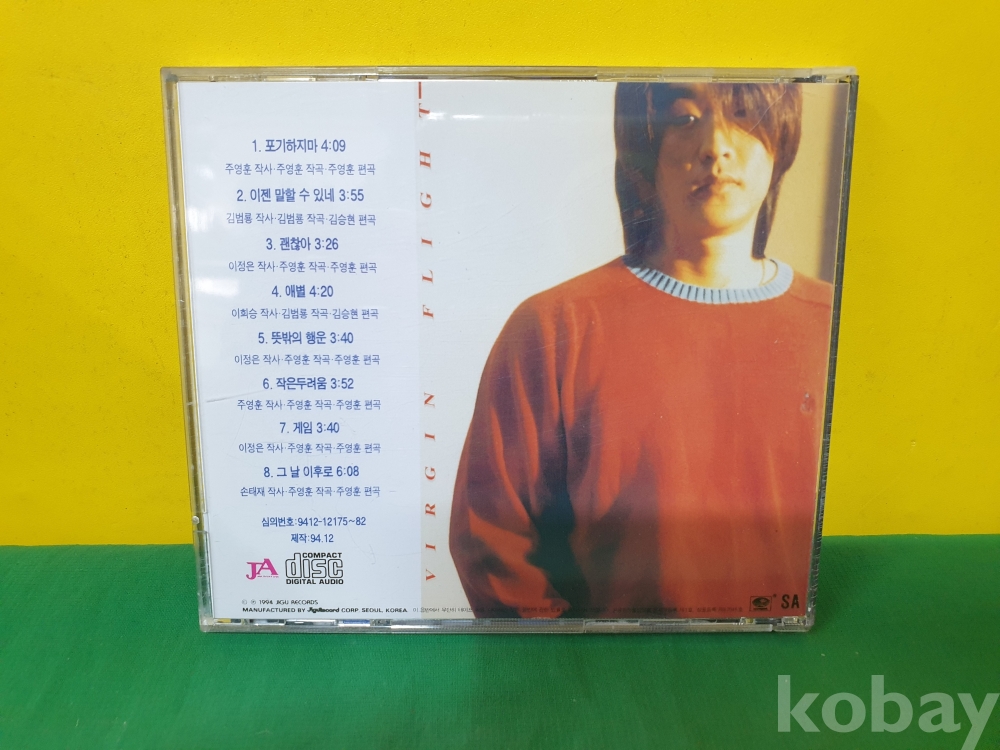 1. 포기하지마 4:09
주영훈 작사·주영훈 작곡·주영훈 편곡
2. 이젠 말할 수 있네 3:55
김범룡 작사·김범룡 작곡·김승현 편곡
3. 괜찮아 3:26
이정은 작사·주영훈 작곡·주영훈 편곡
4. 애별 4:20
이희승 작사·김범룡 작곡·김승현 편곡
5. 뜻밖의 행운 3:40
이정은 작사·주영훈 작곡·주영훈 편곡
6. 작은두려움 3:52
주영훈 작사·주영훈 작곡·주영훈 편곡
7. 게임 3:40
이정은 작사·주영훈 작곡·주영훈 편곡
8. 그 날 이후로 6:08
손태재 작사·주영훈 작곡·주영훈 편곡
심의번호:9412-12175~82
제작:94.12
JA
COMPACT
disc
DIGITAL AUDIO
© ℗ 1994 JIGU RECORDS
MANUFACTURED BY JiguRecord CORP. SEOUL. KOREA.
VIRGIN FLIGHT
SA
kobay